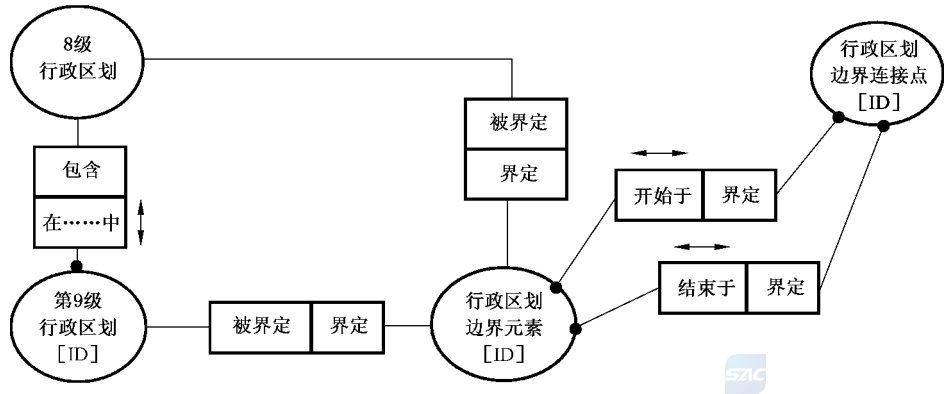 8级
行政区划
行政区划
边界连接点
[ID]
被界定
界定
包含
在……中
开始于
界定
结束于
界定
第9级
行政区划
[ID]
被界定
界定
行政区划
边界元素
[ID]
SAC